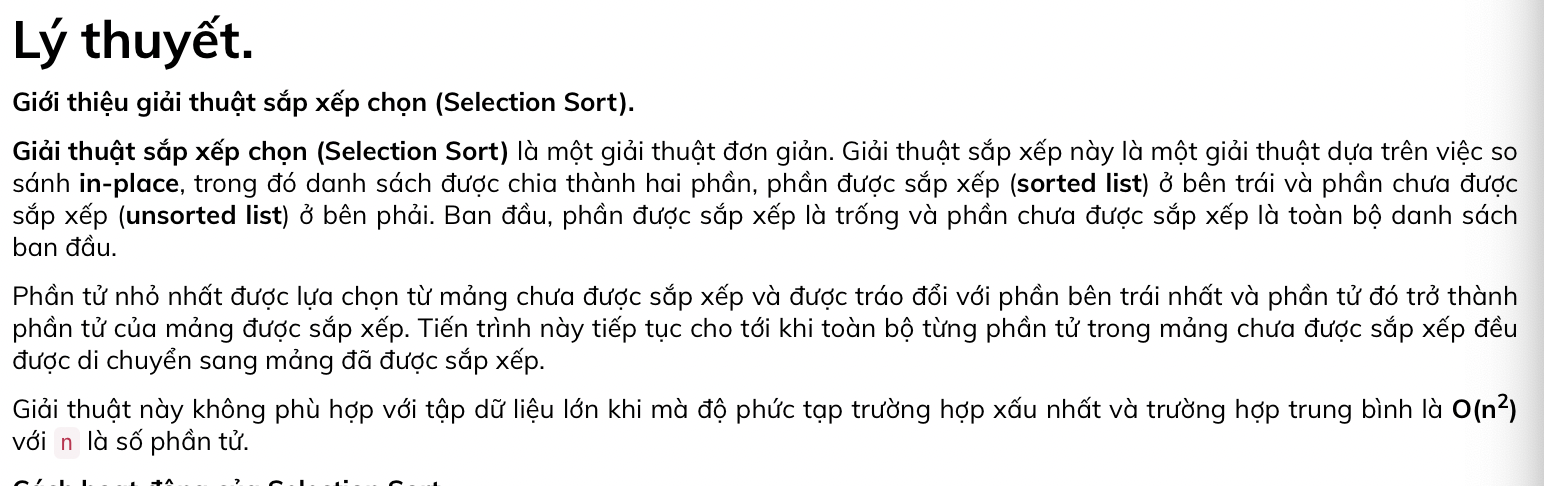 Lý thuyết.
Giới thiệu giải thuật sắp xếp chọn (Selection Sort).
Giải thuật sắp xếp chọn (Selection Sort) là một giải thuật đơn giản. Giải thuật sắp xếp này là một giải thuật dựa trên việc so
sánh in-place, trong đó danh sách được chia thành hai phần, phần được sắp xếp (sorted list) ở bên trái và phần chưa được
sắp xếp (unsorted list) ở bên phải. Ban đầu, phần được sắp xếp là trống và phần chưa được sắp xếp là toàn bộ danh sách
ban đầu.
Phần tử nhỏ nhất được lựa chọn từ mảng chưa được sắp xếp và được tráo đổi với phần bên trái nhất và phần tử đó trở thành
phần tử của mảng được sắp xếp. Tiến trình này tiếp tục cho tới khi toàn bộ từng phần tử trong mảng chưa được sắp xếp đều
được di chuyển sang mảng đã được sắp xếp.
Giải thuật này không phù hợp với tập dữ liệu lớn khi mà độ phức tạp trường hợp xấu nhất và trường hợp trung bình là O(n²)
với n là số phần tử.
Cách hoạt động của Selection Sort